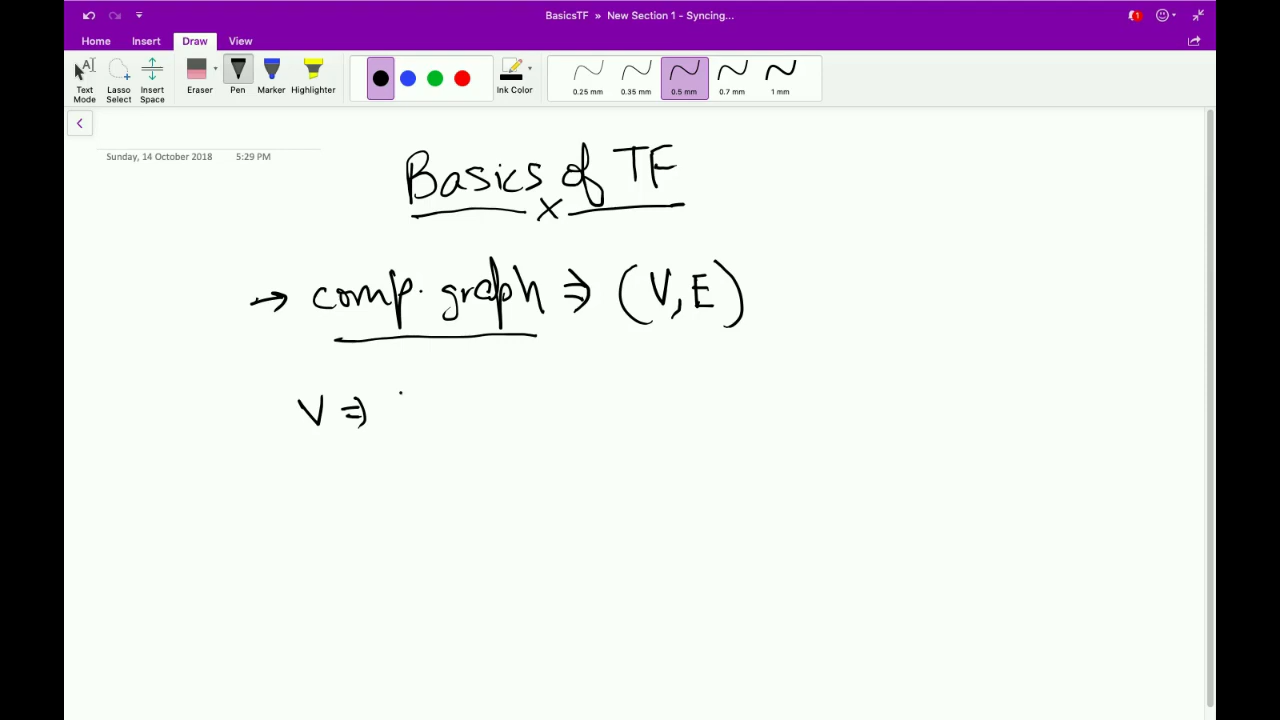 BasicsTF » New Section 1 - Syncing...
1
Home Insert Draw View
Text Mode
Lasso Select
Insert Space
Eraser
Pen
Marker
Highlighter
Ink Color
0.25 mm 0.35 mm 0.5 mm 0.7 mm 1 mm
Sunday, 14 October 2018 5:29 PM
Basics of TF
x
→ comp. graph ⇒ (V, E)
V ⇒